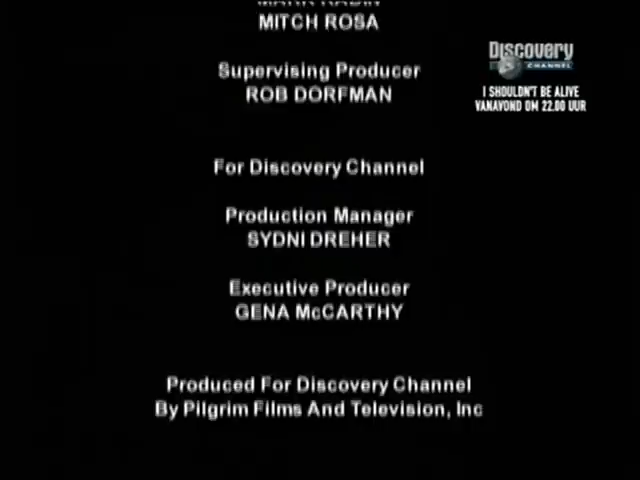 MITCH ROSA
Supervising Producer
ROB DORFMAN
For Discovery Channel
Production Manager
SYDNI DREHER
Executive Producer
GENA McCARTHY
Produced For Discovery Channel
By Pilgrim Films And Television, Inc
Discovery
CHANNEL
I SHOULDN'T BE ALIVE
VANAVOND OM 22.00 UUR